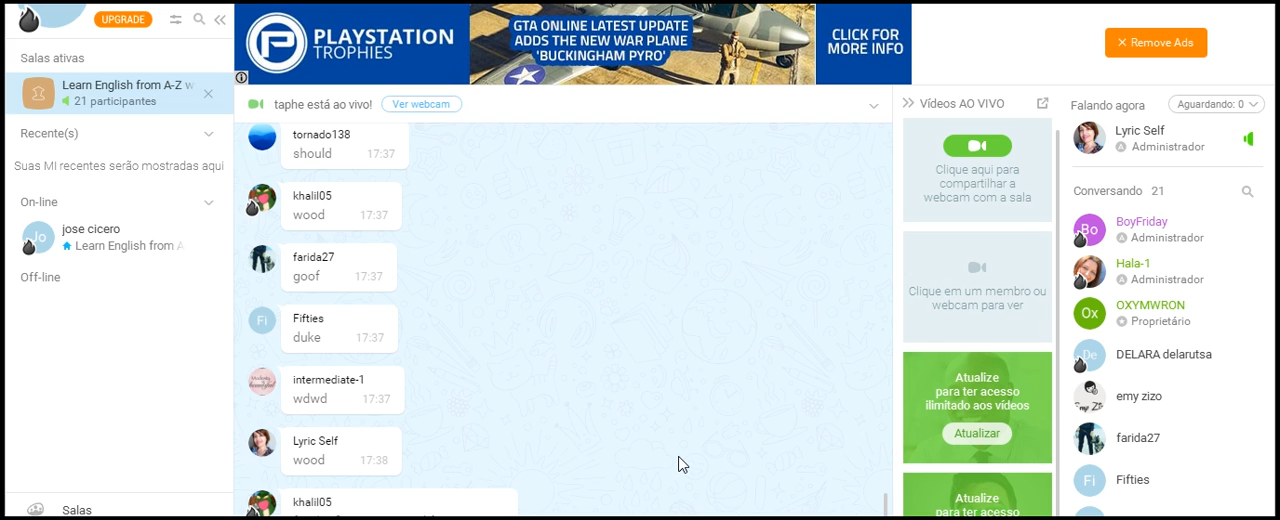 UPGRADE
Salas ativas
Learn English from A-Z w
21 participantes
Recente(s)
Suas MI recentes serão mostradas aqui
On-line
Jo
jose cicero
Learn English from A
Off-line
Salas
PLAYSTATION
TROPHIES
GTA ONLINE LATEST UPDATE
ADDS THE NEW WAR PLANE
'BUCKINGHAM PYRO'
CLICK FOR
MORE INFO
× Remove Ads
taphe está ao vivo!
Ver webcam
tornado138
should 17:37
khalil05
wood 17:37
farida27
goof 17:37
Fi
Fifties
duke 17:37
intermediate-1
wdwd 17:37
Lyric Self
wood 17:38
khalil05
Vídeos AO VIVO
Clique aqui para
compartilhar a
webcam com a sala
Clique em um membro ou
webcam para ver
Atualize
para ter acesso
ilimitado aos vídeos
Atualizar
Atualize
para ter acesso
Falando agora
Aguardando: 0
Lyric Self
Administrador
Conversando 21
Bo
BoyFriday
Administrador
Hala-1
Administrador
Ox
OXYMWRON
Proprietário
De
DELARA delarutsa
emy zizo
farida27
Fi
Fifties